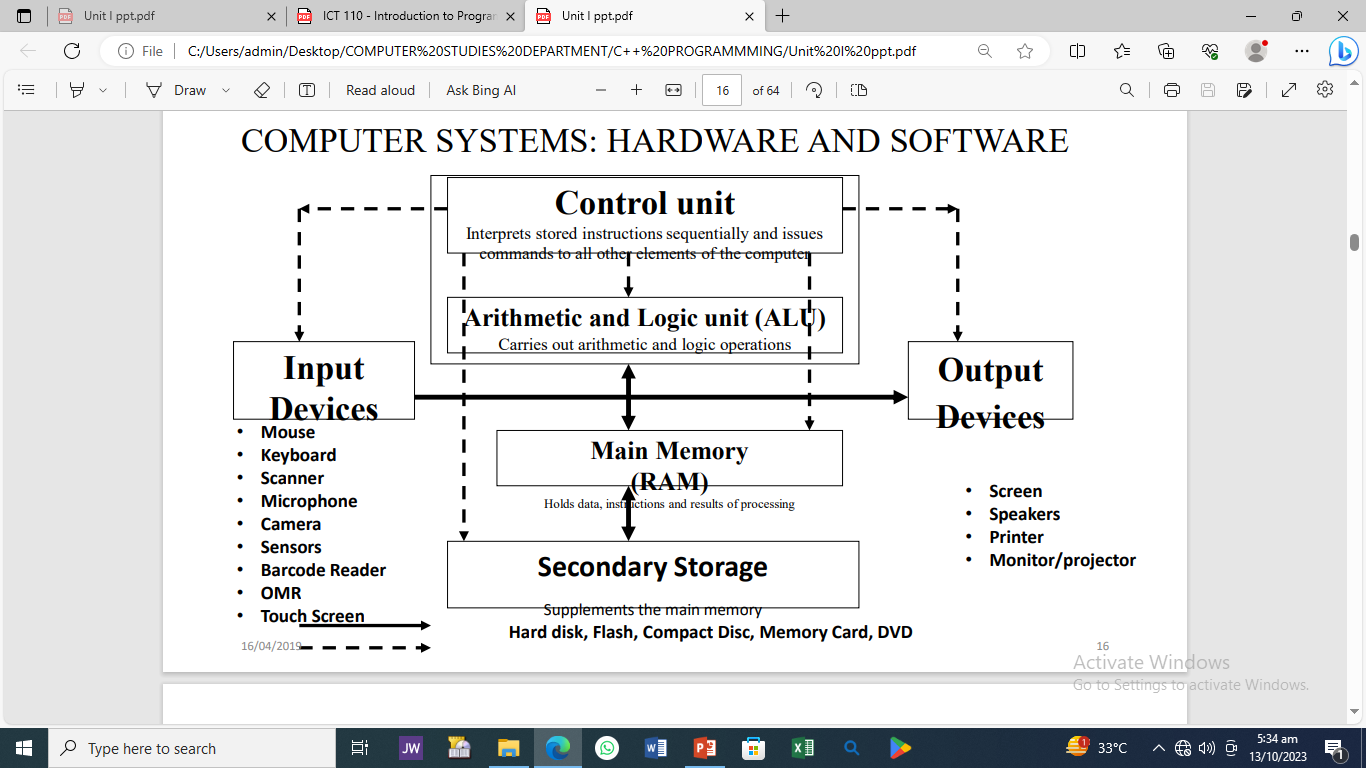 Unit I ppt.pdf
ICT 110 - Introduction to Progran
Unit I ppt.pdf
File
C:/Users/admin/Desktop/COMPUTER%20STUDIES%20DEPARTMENT/C++%20PROGRAMMMING/Unit%20I%20ppt.pdf
Draw
Read aloud
Ask Bing AI
16
of 64
COMPUTER SYSTEMS: HARDWARE AND SOFTWARE
Control unit
Interprets stored instructions sequentially and issues
commands to all other elements of the computer
Arithmetic and Logic unit (ALU)
Carries out arithmetic and logic operations
Input
Devices
• Mouse
• Keyboard
• Scanner
• Microphone
• Camera
• Sensors
• Barcode Reader
• OMR
• Touch Screen
Output
Devices
• Screen
• Speakers
• Printer
• Monitor/projector
Main Memory
(RAM)
Holds data, instructions and results of processing
Secondary Storage
Supplements the main memory
Hard disk, Flash, Compact Disc, Memory Card, DVD
16/04/2019
16
Activate Windows
Go to Settings to activate Windows.
Type here to search
JW
1
33°C
5:34 am
13/10/2023
1